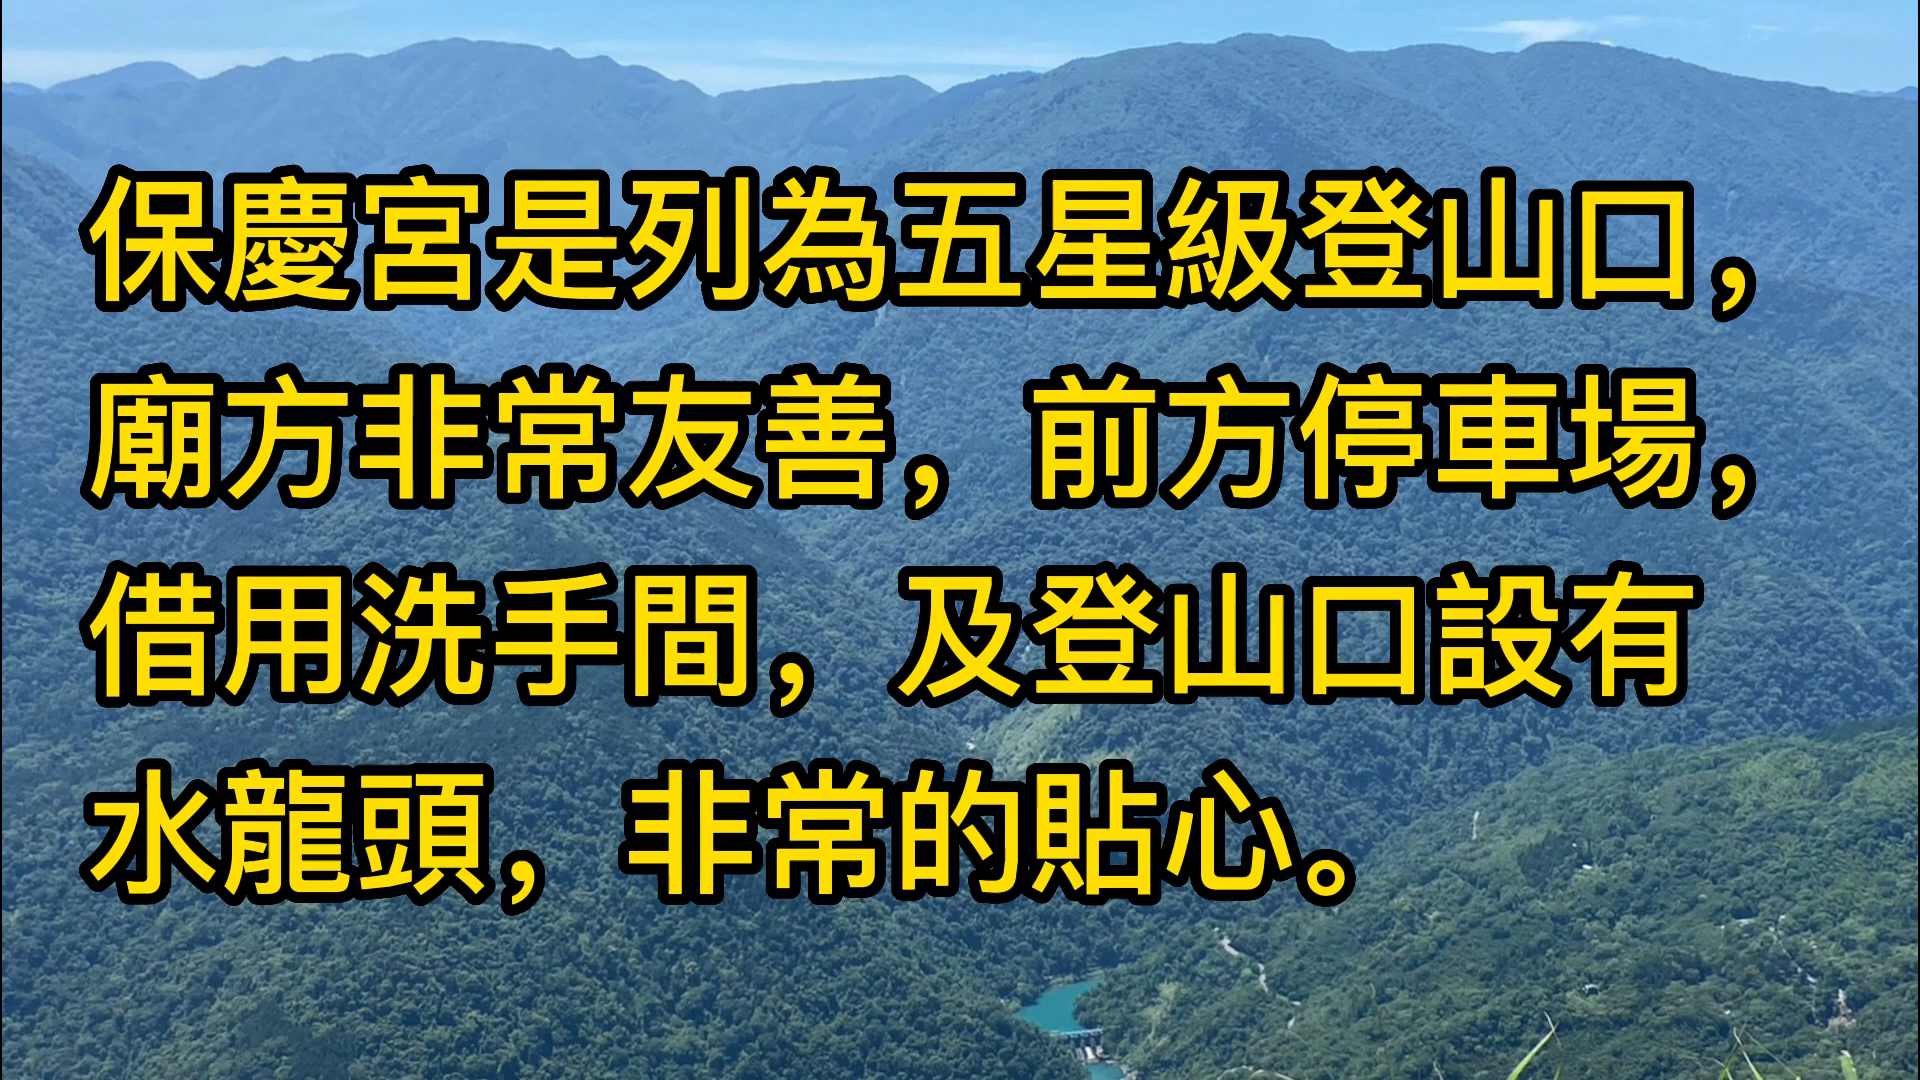 保慶宮是列為五星級登山口，
廟方非常友善，前方停車場，
借用洗手間，及登山口設有
水龍頭，非常的貼心。